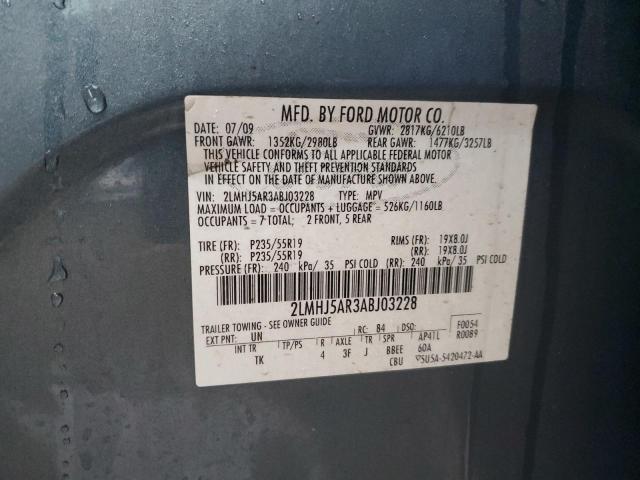 MFD. BY FORD MOTOR CO.
DATE: 07/09 GVWR: 2817KG/6210LB
FRONT GAWR: 1352KG/2980LB REAR GAWR: 1477KG/3257LB
THIS VEHICLE CONFORMS TO ALL APPLICABLE FEDERAL MOTOR
VEHICLE SAFETY AND THEFT PREVENTION STANDARDS
IN EFFECT ON THE DATE OF MANUFACTURE SHOWN ABOVE.
VIN: 2LMHJ5AR3ABJ03228 TYPE: MPV
MAXIMUM LOAD = OCCUPANTS + LUGGAGE = 526KG/1160LB
OCCUPANTS = 7 TOTAL; 2 FRONT, 5 REAR
TIRE (FR): P235/55R19 RIMS (FR): 19X8.0J
(RR): P235/55R19 (RR): 19X8.0J
PRESSURE (FR): 240 kPa/ 35 PSI COLD (RR): 240 kPa/ 35 PSI COLD
2LMHJ5AR3ABJ03228
TRAILER TOWING - SEE OWNER GUIDE
EXT PNT: UN RC: 84 DSO: AP4TL F0054
R0089
INT TR TP/PS R AXLE TR SPR
TK 4 3F J BBEE 60A
CBU 5U5A-5420472-AA